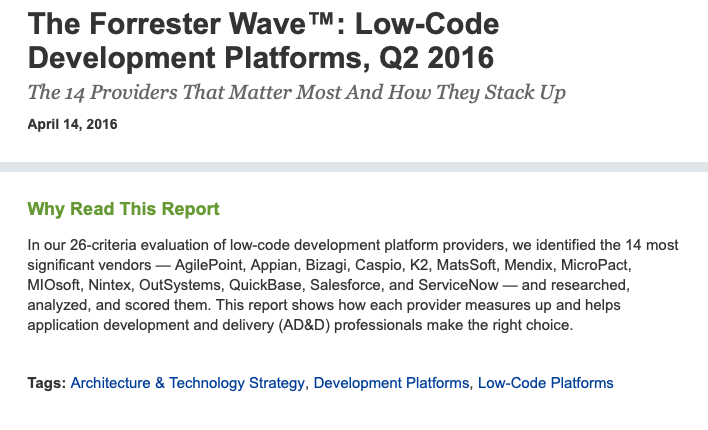 The Forrester Wave™: Low-Code
Development Platforms, Q2 2016
The 14 Providers That Matter Most And How They Stack Up
April 14, 2016
Why Read This Report
In our 26-criteria evaluation of low-code development platform providers, we identified the 14 most
significant vendors — AgilePoint, Appian, Bizagi, Caspio, K2, MatsSoft, Mendix, MicroPact,
MIOsoft, Nintex, OutSystems, QuickBase, Salesforce, and ServiceNow — and researched,
analyzed, and scored them. This report shows how each provider measures up and helps
application development and delivery (AD&D) professionals make the right choice.
Tags: Architecture & Technology Strategy, Development Platforms, Low-Code Platforms